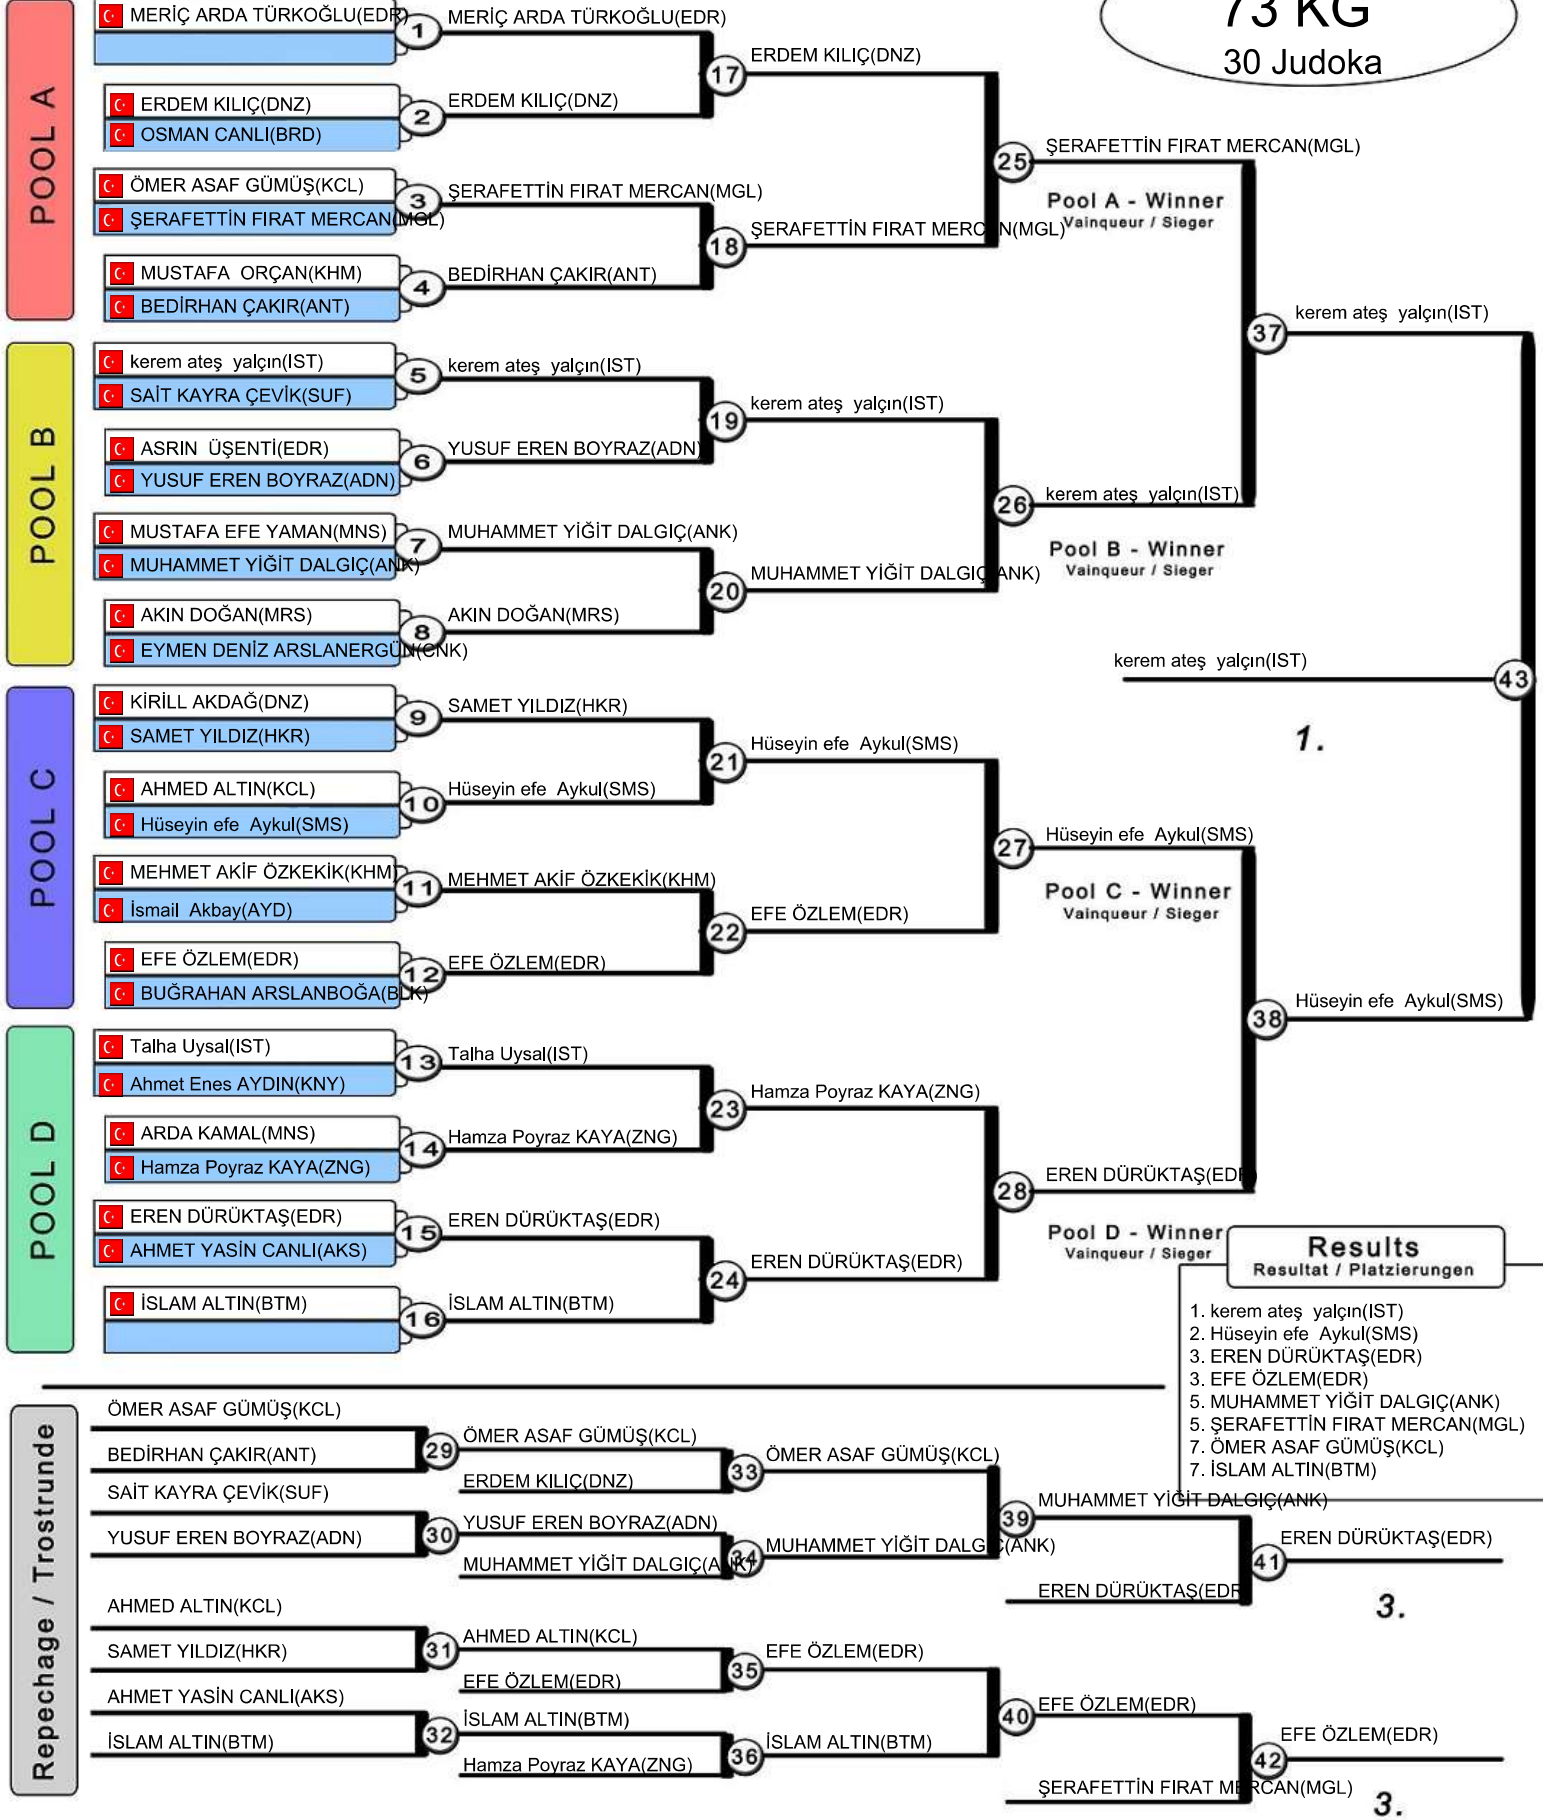 73 KG
30 Judoka
POOL A
MERİÇ ARDA TÜRKOĞLU(EDR)
1
MERİÇ ARDA TÜRKOĞLU(EDR)
ERDEM KILIÇ(DNZ)
OSMAN CANLI(BRD)
2
ERDEM KILIÇ(DNZ)
17
ERDEM KILIÇ(DNZ)
ÖMER ASAF GÜMÜŞ(KCL)
ŞERAFETTİN FIRAT MERCAN(MGL)
3
ŞERAFETTİN FIRAT MERCAN(MGL)
MUSTAFA  ORÇAN(KHM)
BEDİRHAN ÇAKIR(ANT)
4
BEDİRHAN ÇAKIR(ANT)
18
ŞERAFETTİN FIRAT MERCAN(MGL)
25
ŞERAFETTİN FIRAT MERCAN(MGL)
Pool A - Winner
Vainqueur / Sieger
POOL B
kerem ateş  yalçın(IST)
SAİT KAYRA ÇEVİK(SUF)
5
kerem ateş  yalçın(IST)
ASRIN  ÜŞENTİ(EDR)
YUSUF EREN BOYRAZ(ADN)
6
YUSUF EREN BOYRAZ(ADN)
19
kerem ateş  yalçın(IST)
MUSTAFA EFE YAMAN(MNS)
MUHAMMET YİĞİT DALGIÇ(ANK)
7
MUHAMMET YİĞİT DALGIÇ(ANK)
AKIN DOĞAN(MRS)
EYMEN DENİZ ARSLANERGÜN(CNK)
8
AKIN DOĞAN(MRS)
20
MUHAMMET YİĞİT DALGIÇ(ANK)
26
kerem ateş  yalçın(IST)
Pool B - Winner
Vainqueur / Sieger
37
kerem ateş  yalçın(IST)
kerem ateş  yalçın(IST)
43
1.
POOL C
KİRİLL AKDAĞ(DNZ)
SAMET YILDIZ(HKR)
9
SAMET YILDIZ(HKR)
AHMED ALTIN(KCL)
Hüseyin efe  Aykul(SMS)
10
Hüseyin efe  Aykul(SMS)
21
Hüseyin efe  Aykul(SMS)
MEHMET AKİF ÖZKEKİK(KHM)
İsmail  Akbay(AYD)
11
MEHMET AKİF ÖZKEKİK(KHM)
EFE ÖZLEM(EDR)
BUĞRAHAN ARSLANBOĞA(BLK)
12
EFE ÖZLEM(EDR)
22
EFE ÖZLEM(EDR)
27
Hüseyin efe  Aykul(SMS)
Pool C - Winner
Vainqueur / Sieger
POOL D
Talha Uysal(IST)
Ahmet Enes AYDIN(KNY)
13
Talha Uysal(IST)
ARDA KAMAL(MNS)
Hamza Poyraz KAYA(ZNG)
14
Hamza Poyraz KAYA(ZNG)
23
Hamza Poyraz KAYA(ZNG)
EREN DÜRÜKTAŞ(EDR)
AHMET YASİN CANLI(AKS)
15
EREN DÜRÜKTAŞ(EDR)
İSLAM ALTIN(BTM)
16
İSLAM ALTIN(BTM)
24
EREN DÜRÜKTAŞ(EDR)
28
EREN DÜRÜKTAŞ(EDR)
Pool D - Winner
Vainqueur / Sieger
38
Hüseyin efe  Aykul(SMS)
Results
Resultat / Platzierungen
1. kerem ateş  yalçın(IST)
2. Hüseyin efe  Aykul(SMS)
3. EREN DÜRÜKTAŞ(EDR)
3. EFE ÖZLEM(EDR)
5. MUHAMMET YİĞİT DALGIÇ(ANK)
5. ŞERAFETTİN FIRAT MERCAN(MGL)
7. ÖMER ASAF GÜMÜŞ(KCL)
7. İSLAM ALTIN(BTM)
Repechage / Trostrunde
ÖMER ASAF GÜMÜŞ(KCL)
BEDİRHAN ÇAKIR(ANT)
29
ÖMER ASAF GÜMÜŞ(KCL)
ERDEM KILIÇ(DNZ)
33
ÖMER ASAF GÜMÜŞ(KCL)
SAİT KAYRA ÇEVİK(SUF)
YUSUF EREN BOYRAZ(ADN)
30
YUSUF EREN BOYRAZ(ADN)
MUHAMMET YİĞİT DALGIÇ(ANK)
34
MUHAMMET YİĞİT DALGIÇ(ANK)
39
MUHAMMET YİĞİT DALGIÇ(ANK)
EREN DÜRÜKTAŞ(EDR)
41
EREN DÜRÜKTAŞ(EDR)
3.
AHMED ALTIN(KCL)
SAMET YILDIZ(HKR)
31
AHMED ALTIN(KCL)
EFE ÖZLEM(EDR)
35
EFE ÖZLEM(EDR)
AHMET YASİN CANLI(AKS)
İSLAM ALTIN(BTM)
32
İSLAM ALTIN(BTM)
Hamza Poyraz KAYA(ZNG)
36
İSLAM ALTIN(BTM)
40
EFE ÖZLEM(EDR)
ŞERAFETTİN FIRAT MERCAN(MGL)
42
EFE ÖZLEM(EDR)
3.